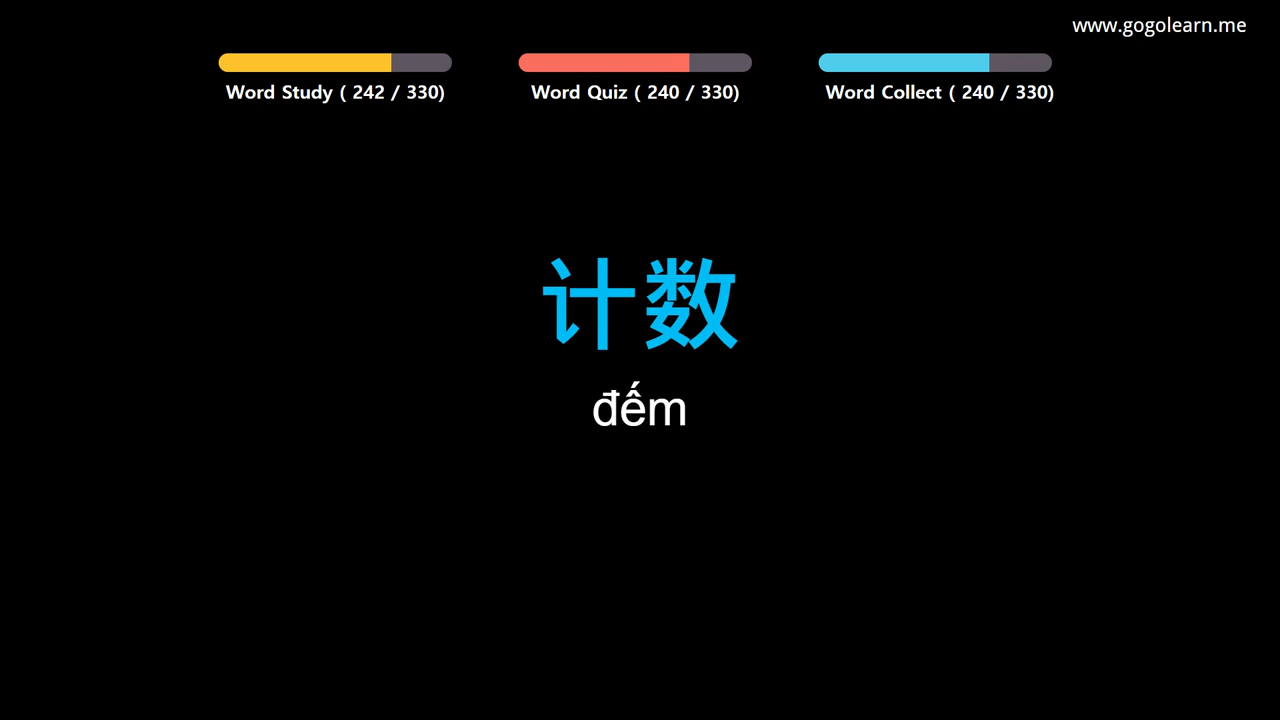 www.gogolearn.me
Word Study ( 242 / 330)
Word Quiz ( 240 / 330)
Word Collect ( 240 / 330)
计数
đếm